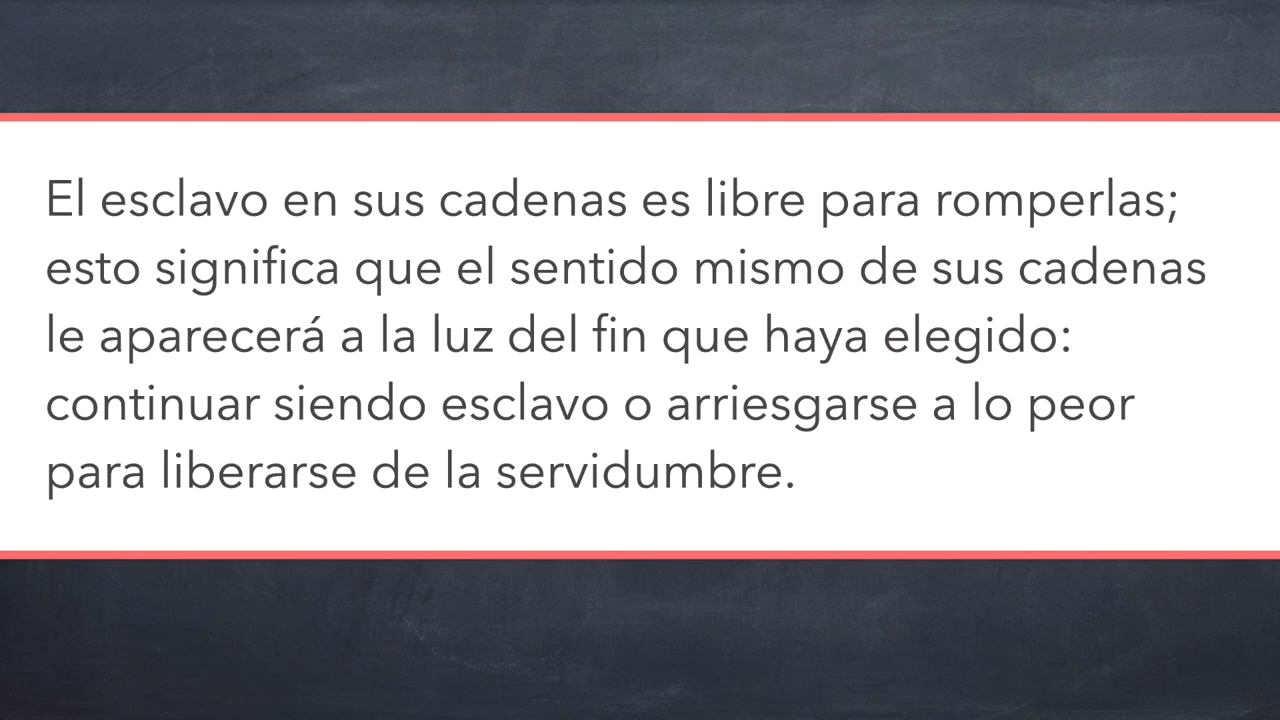 El esclavo en sus cadenas es libre para romperlas;
esto significa que el sentido mismo de sus cadenas
le aparecerá a la luz del fin que haya elegido:
continuar siendo esclavo o arriesgarse a lo peor
para liberarse de la servidumbre.